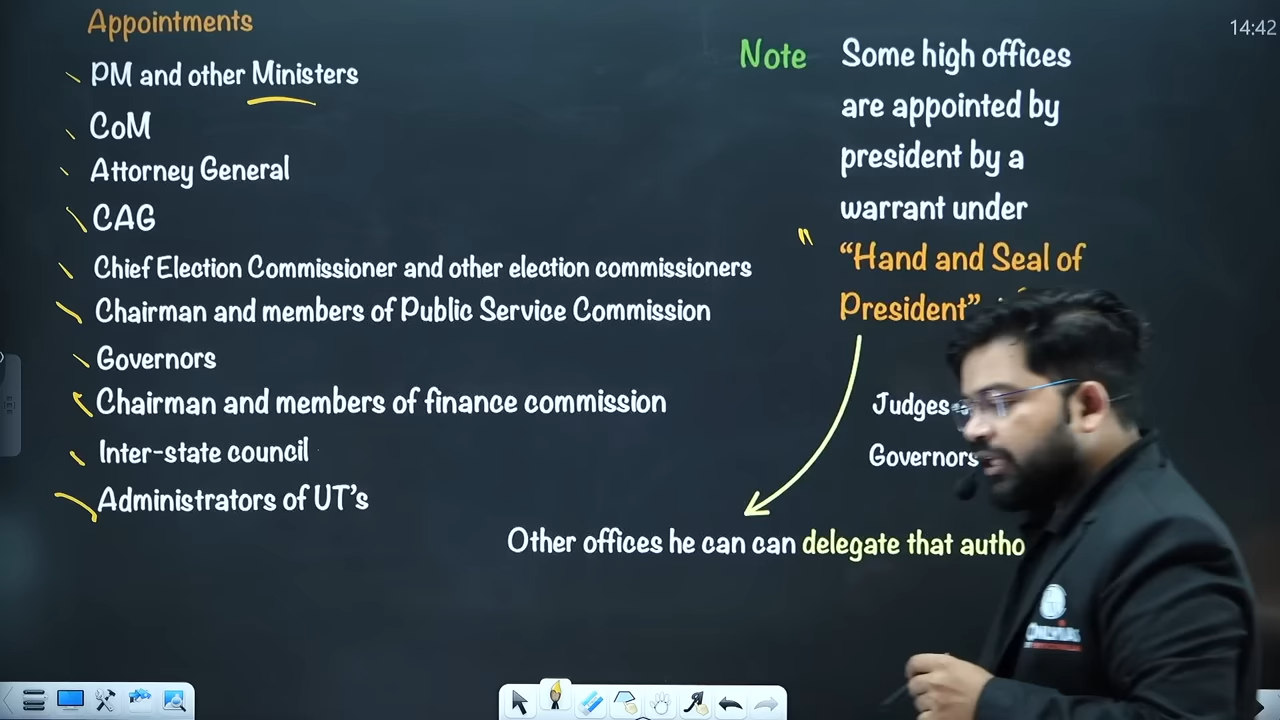 Appointments
PM and other Ministers
CoM
Attorney General
CAG
Chief Election Commissioner and other election commissioners
Chairman and members of Public Service Commission
Governors
Chairman and members of finance commission
Inter-state council
Administrators of UT's
14:42
Note Some high offices
are appointed by
president by a
warrant under
"Hand and Seal of
President"
Judges
Governors
Other offices he can can delegate that autho